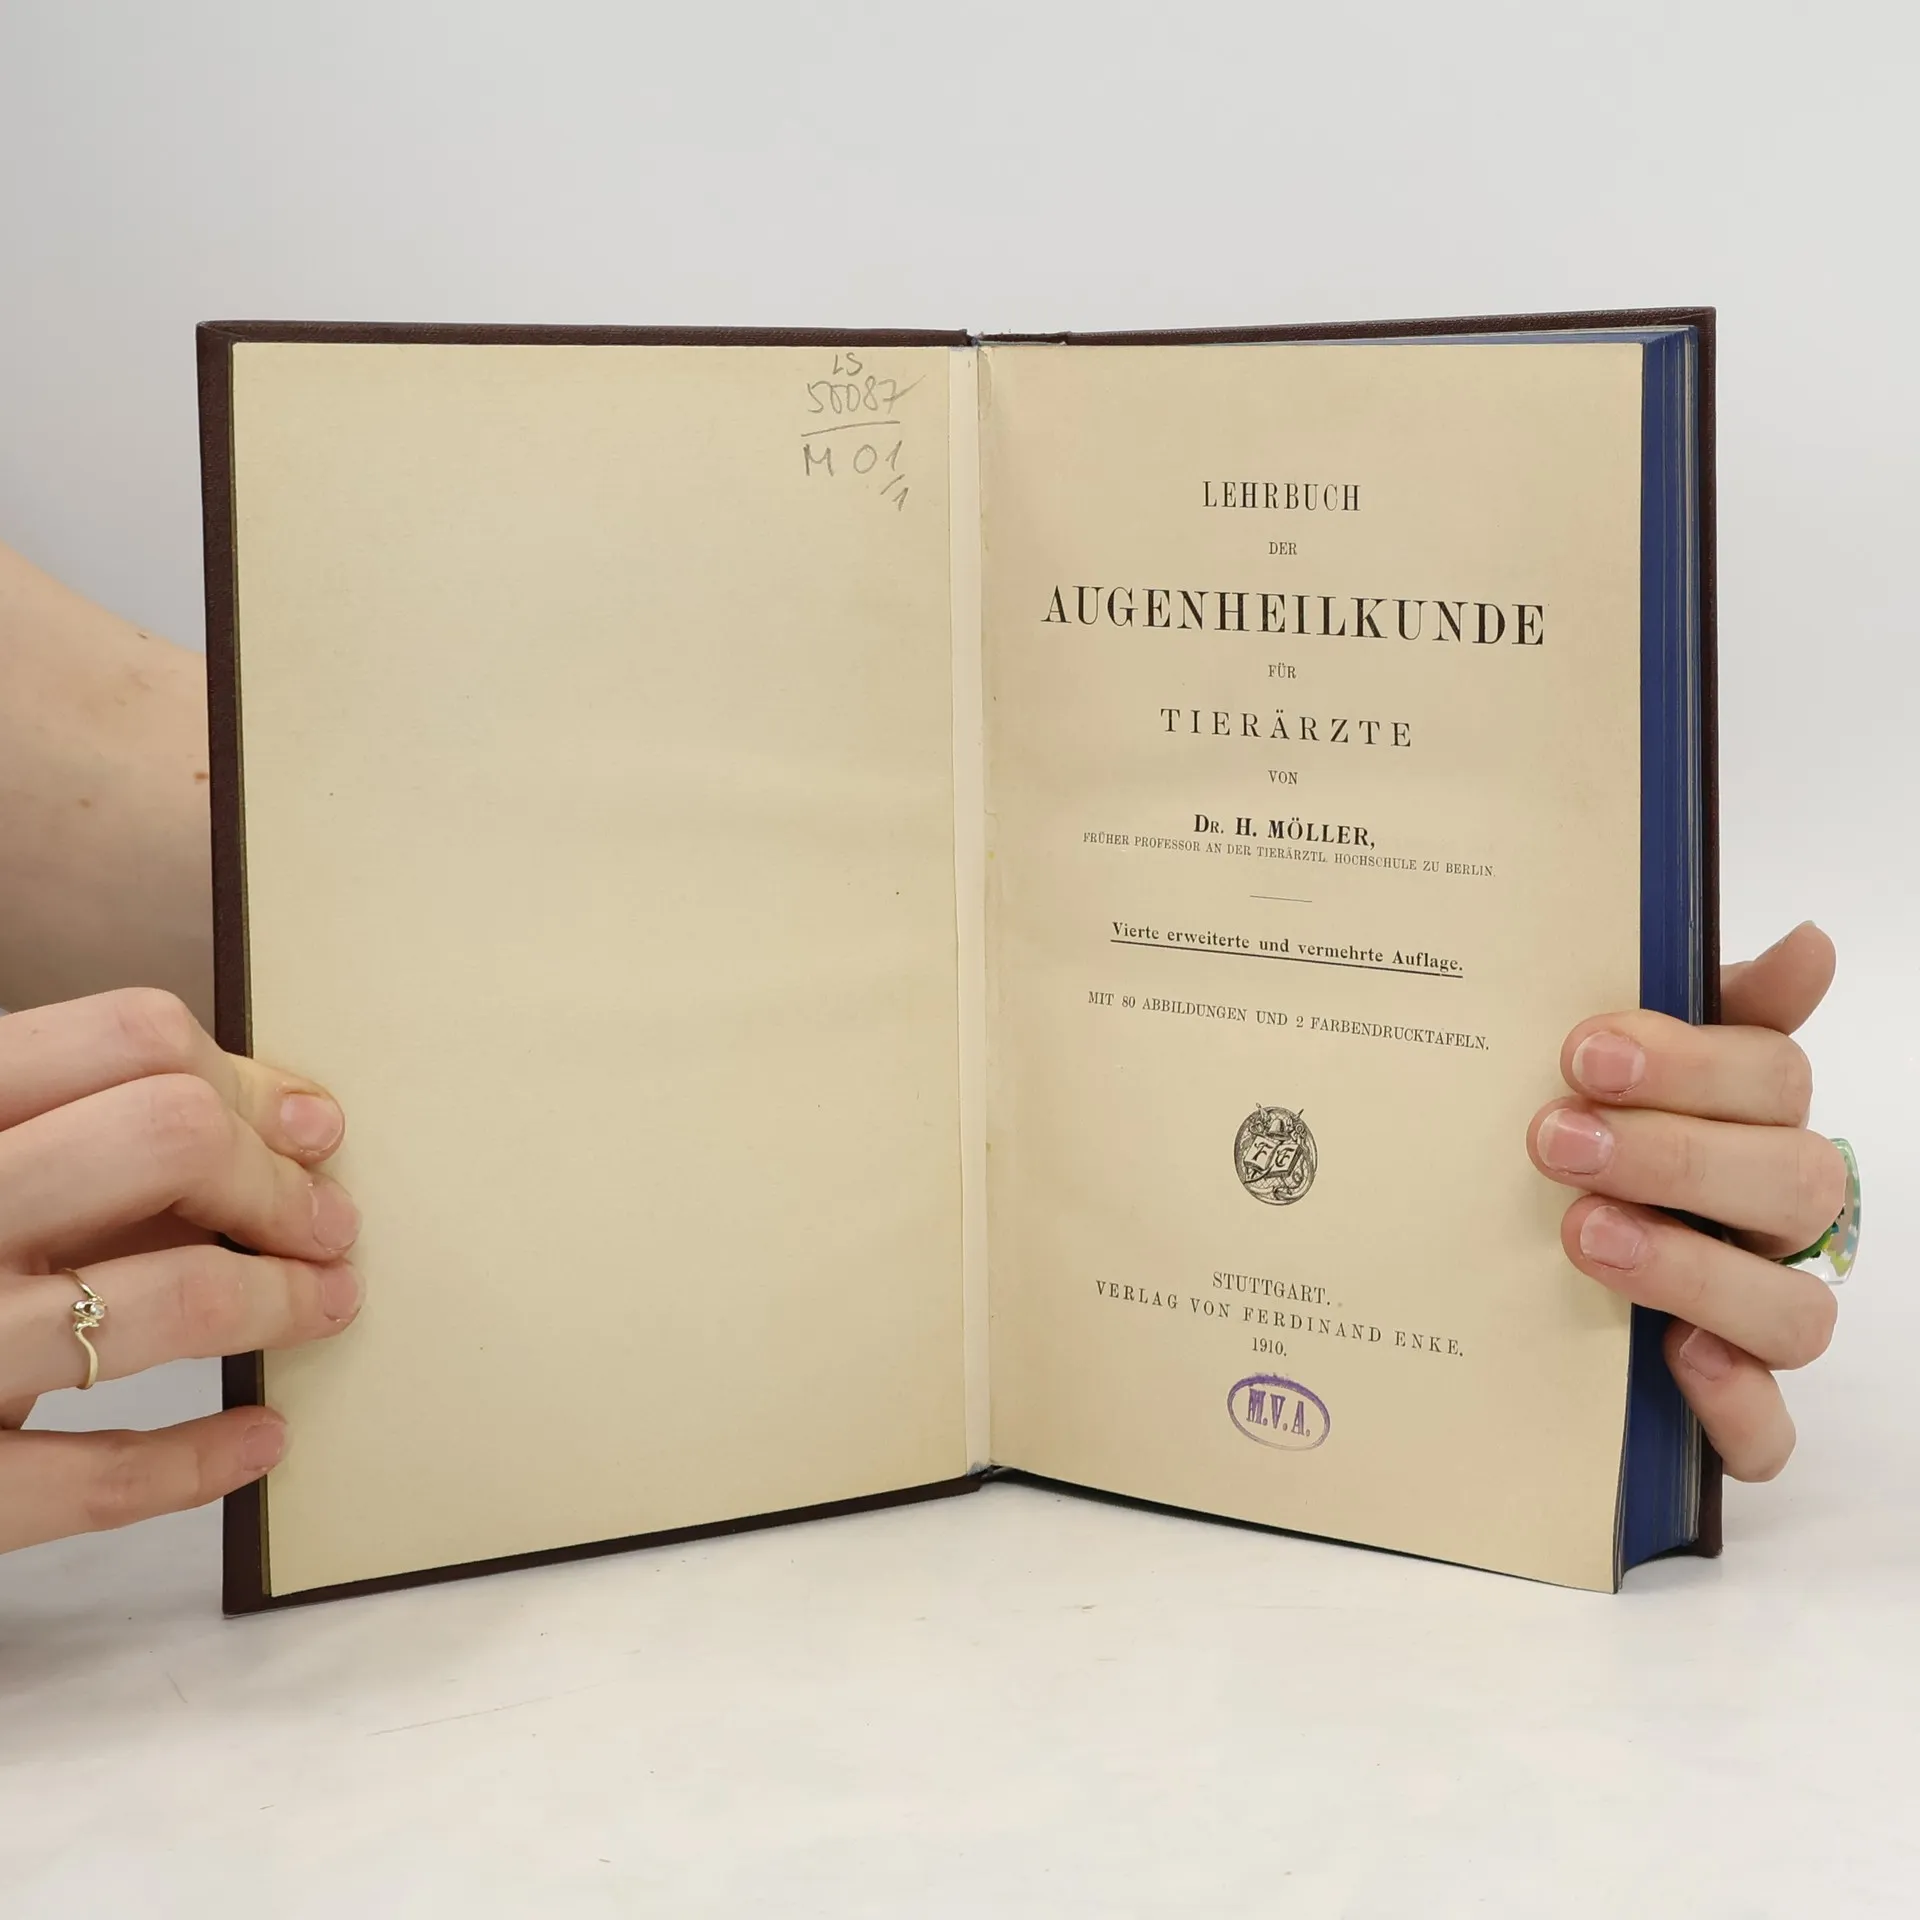 LS
50087
M 01
/1
LEHRBUCH
DER
AUGENHEILKUNDE
FÜR
TIERÄRZTE
VON
DR. H. MÖLLER,
FRÜHER PROFESSOR AN DER TIERÄRZTL. HOCHSCHULE ZU BERLIN.
Vierte erweiterte und vermehrte Auflage.
MIT 80 ABBILDUNGEN UND 2 FARBENDRUCKTAFELN.
F E
STUTTGART.
VERLAG VON FERDINAND ENKE.
1910.
M.V.A.